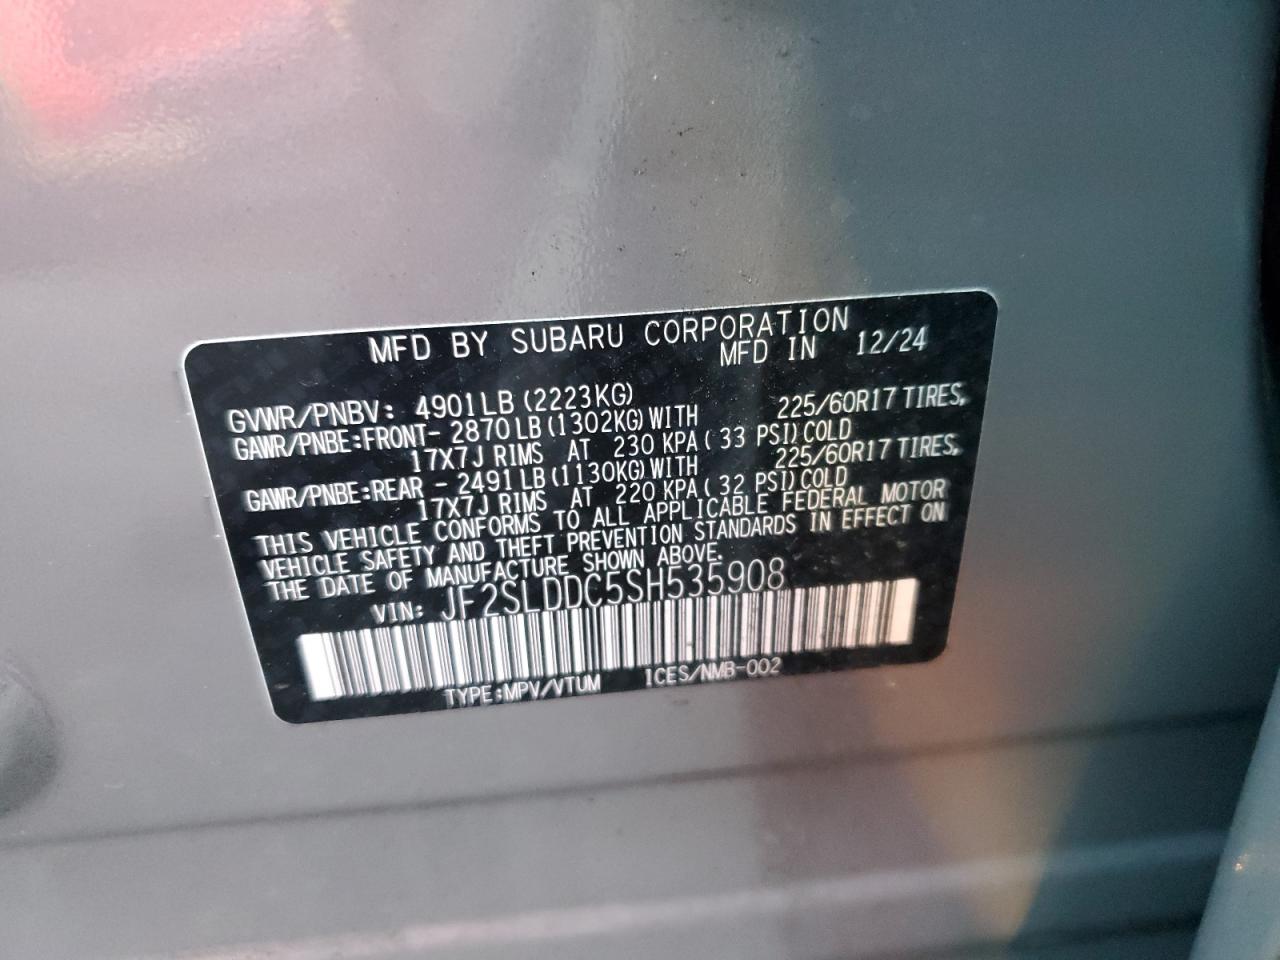 MFD BY SUBARU CORPORATION
MFD IN 12/24
GVWR/PNBV: 4901LB (2223KG)
GAWR/PNBE:FRONT- 2870LB(1302KG)WITH 225/60R17 TIRES,
17X7J RIMS AT 230 KPA( 33 PSI)COLD
GAWR/PNBE:REAR - 2491LB(1130KG)WITH 225/60R17 TIRES,
17X7J RIMS AT 220 KPA( 32 PSI)COLD
THIS VEHICLE CONFORMS TO ALL APPLICABLE FEDERAL MOTOR
VEHICLE SAFETY AND THEFT PREVENTION STANDARDS IN EFFECT ON
THE DATE OF MANUFACTURE SHOWN ABOVE.
VIN: JF2SLDDC5SH535908
TYPE:MPV/VTUM ICES/NMB-002